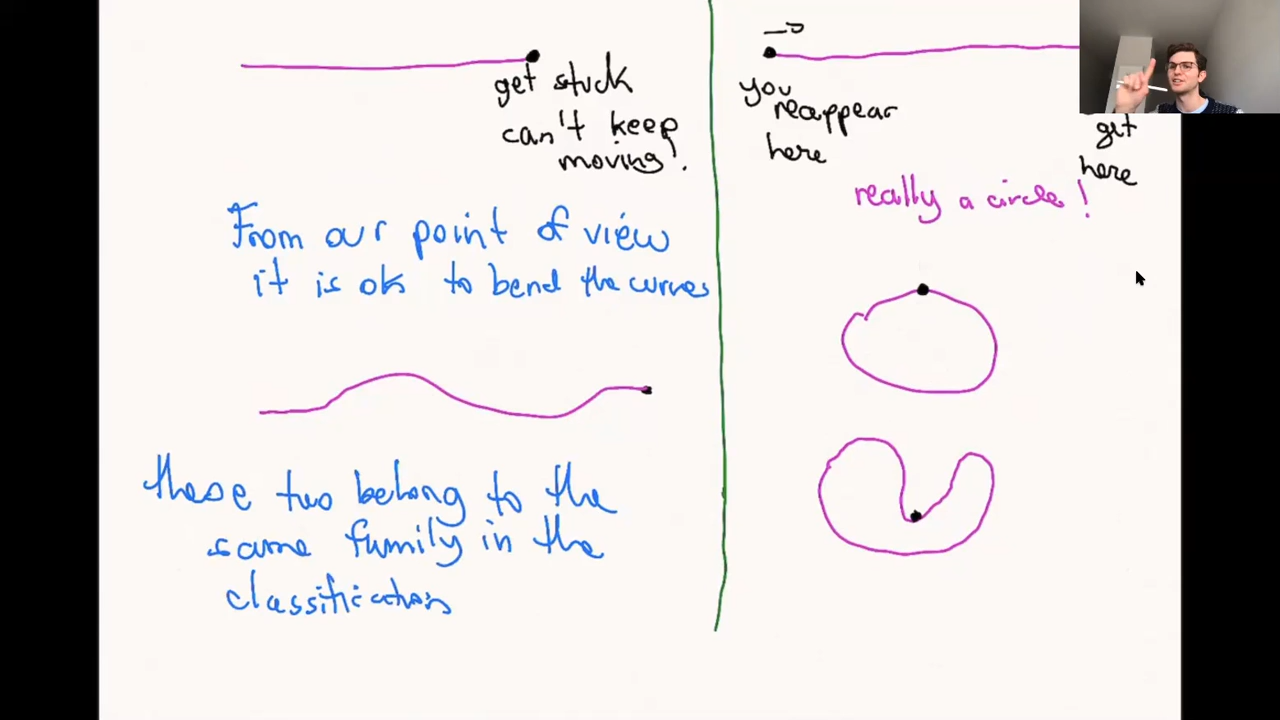 get stuck
can't keep
moving!
From our point of view
it is ok to bend the curves
these two belong to the
same family in the
classification
you
reappear
here
get
here
really a circle!